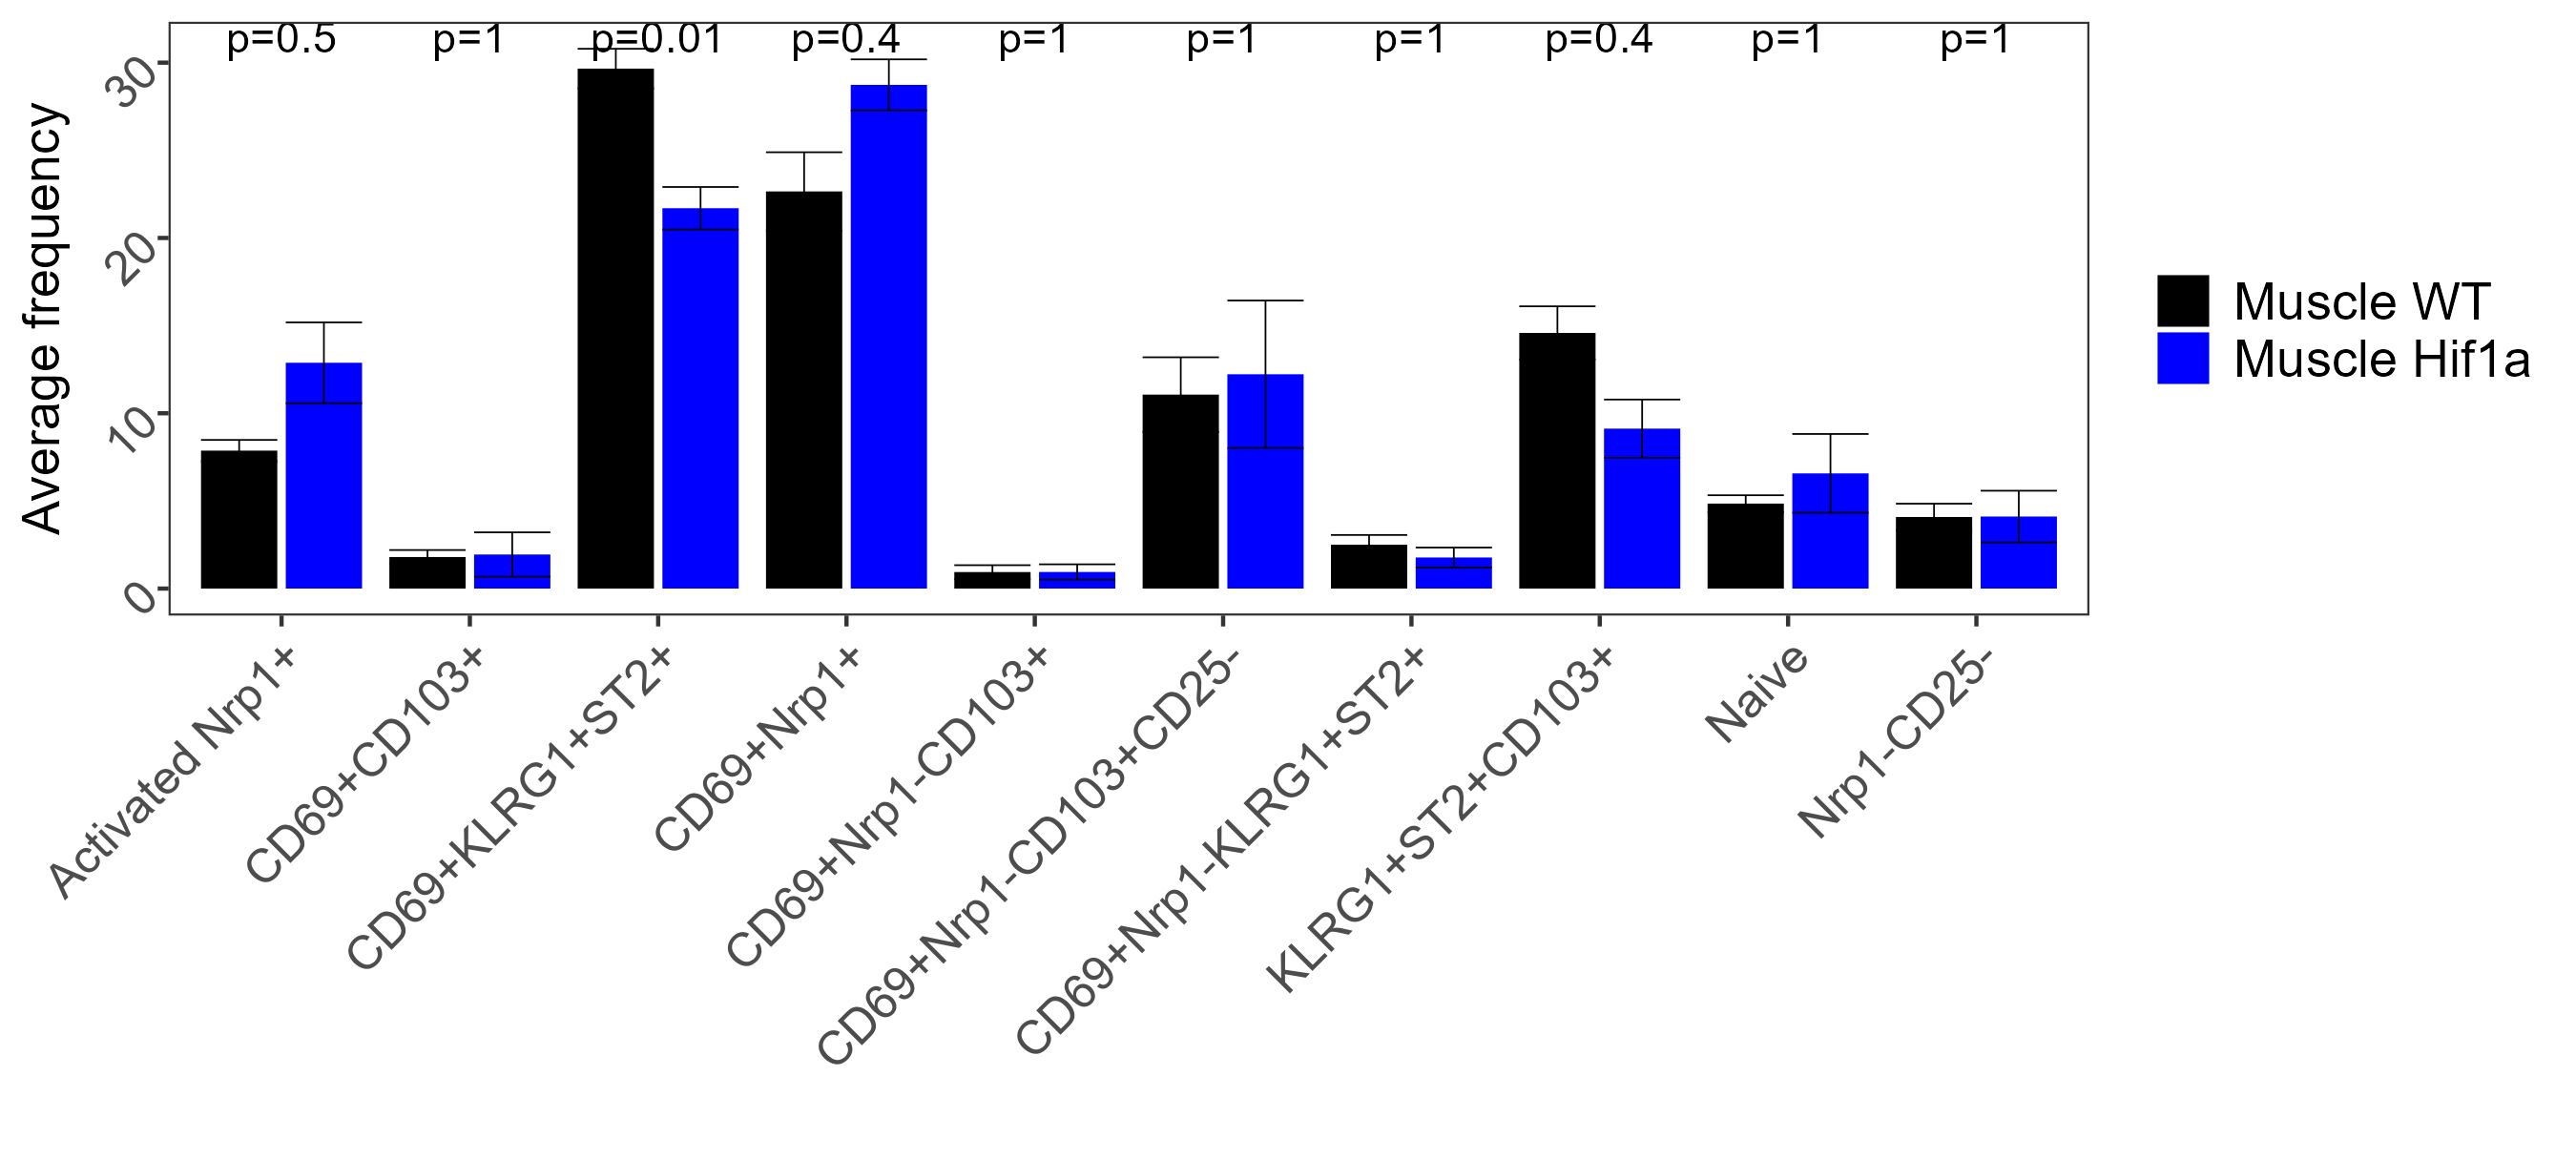 p=0.5 p=1 p=0.01 p=0.4 p=1 p=1 p=1 p=0.4 p=1 p=1
Average frequency
30
20
10
0
Muscle WT
Muscle Hif1a
Activated Nrp1+
CD69+CD103+
CD69+KLRG1+ST2+
CD69+Nrp1+
CD69+Nrp1-CD103+
CD69+Nrp1-CD103+CD25-
CD69+Nrp1-KLRG1+ST2+
KLRG1+ST2+CD103+
Naive
Nrp1-CD25-